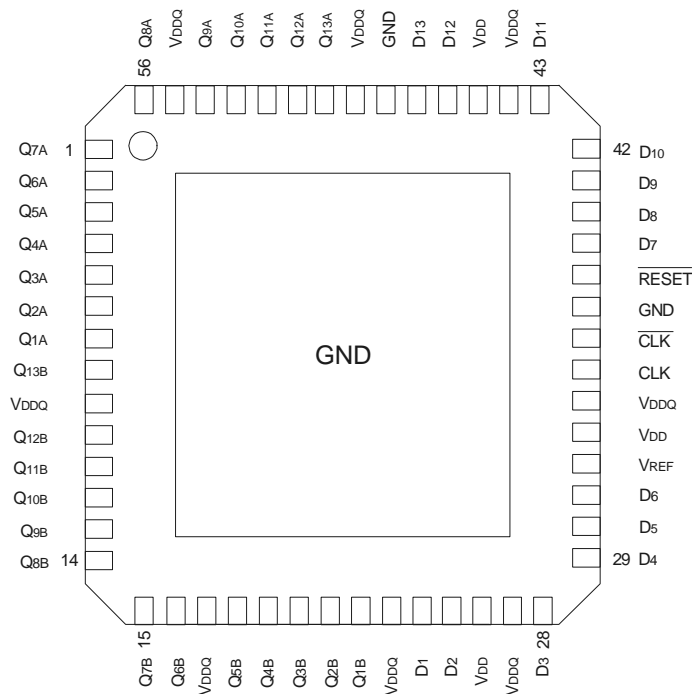 Q8A VDDQ Q9A Q10A Q11A Q12A Q13A VDDQ GND D13 D12 VDD VDDQ D11
56 43
Q7A 1 42 D10
Q6A D9
Q5A D8
Q4A D7
Q3A RESET
Q2A GND
Q1A CLK
GND
Q13B CLK
VDDQ VDDQ
Q12B VDD
Q11B VREF
Q10B D6
Q9B D5
Q8B 14 29 D4
15 28
Q7B Q6B VDDQ Q5B Q4B Q3B Q2B Q1B VDDQ D1 D2 VDD VDDQ D3